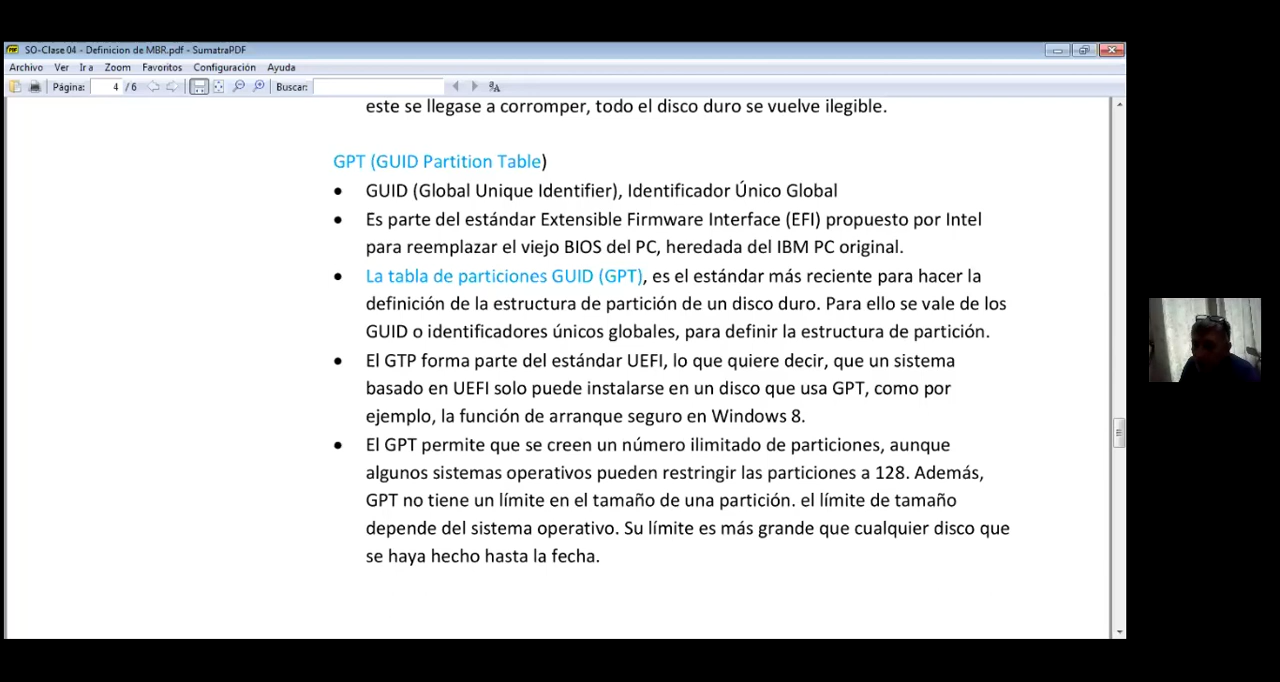 SO-Clase 04 - Definicion de MBR.pdf - SumatraPDF
Archivo Ver Ir a Zoom Favoritos Configuración Ayuda
Página: 4 / 6 Buscar:
este se llegase a corromper, todo el disco duro se vuelve ilegible.
GPT (GUID Partition Table)
• GUID (Global Unique Identifier), Identificador Único Global
• Es parte del estándar Extensible Firmware Interface (EFI) propuesto por Intel
para reemplazar el viejo BIOS del PC, heredada del IBM PC original.
• La tabla de particiones GUID (GPT), es el estándar más reciente para hacer la
definición de la estructura de partición de un disco duro. Para ello se vale de los
GUID o identificadores únicos globales, para definir la estructura de partición.
• El GTP forma parte del estándar UEFI, lo que quiere decir, que un sistema
basado en UEFI solo puede instalarse en un disco que usa GPT, como por
ejemplo, la función de arranque seguro en Windows 8.
• El GPT permite que se creen un número ilimitado de particiones, aunque
algunos sistemas operativos pueden restringir las particiones a 128. Además,
GPT no tiene un límite en el tamaño de una partición. el límite de tamaño
depende del sistema operativo. Su límite es más grande que cualquier disco que
se haya hecho hasta la fecha.